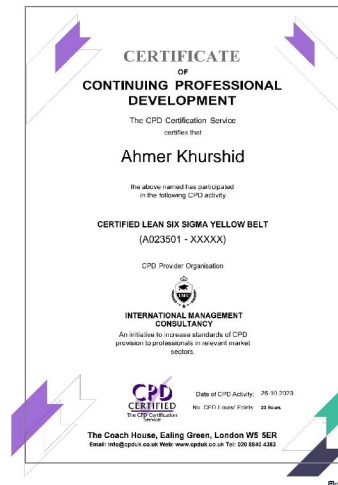 CERTIFICATE
OF
CONTINUING PROFESSIONAL
DEVELOPMENT
The CPD Certification Service
certifies that
Ahmer Khurshid
the above named has participated
in the following CPD activity
CERTIFIED LEAN SIX SIGMA YELLOW BELT
(A023501 - XXXXX)
CPD Provider Organisation
INTERNATIONAL MANAGEMENT
CONSULTANCY
An initiative to increase standards of CPD
provision to professionals in relevant market
sectors.
CPD
CERTIFIED
The CPD Certification
Service
Date of CPD Activity: 25-10-2023
No. CPD Hours/ Points 20 Hours
The Coach House, Ealing Green, London W5 5ER
Email: info@cpduk.co.uk Web: www.cpduk.co.uk Tel: 020 8840 4383